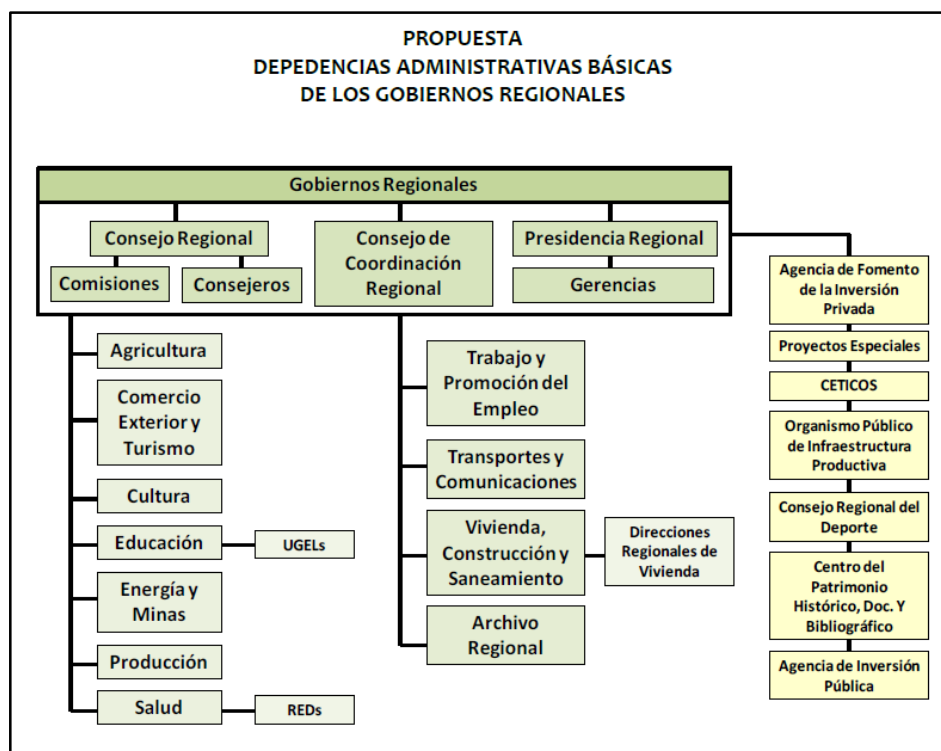 PROPUESTA
DEPEDENCIAS ADMINISTRATIVAS BÁSICAS
DE LOS GOBIERNOS REGIONALES
Gobiernos Regionales
Consejo Regional
Comisiones
Consejeros
Consejo de
Coordinación
Regional
Presidencia Regional
Gerencias
Agricultura
Comercio
Exterior y
Turismo
Cultura
Educación
UGELs
Energía y
Minas
Producción
Salud
REDs
Trabajo y
Promoción del
Empleo
Transportes y
Comunicaciones
Vivienda,
Construcción y
Saneamiento
Direcciones
Regionales de
Vivienda
Archivo
Regional
Agencia de Fomento
de la Inversión
Privada
Proyectos Especiales
CETICOS
Organismo Público
de Infraestructura
Productiva
Consejo Regional del
Deporte
Centro del
Patrimonio
Histórico, Doc. Y
Bibliográfico
Agencia de Inversión
Pública